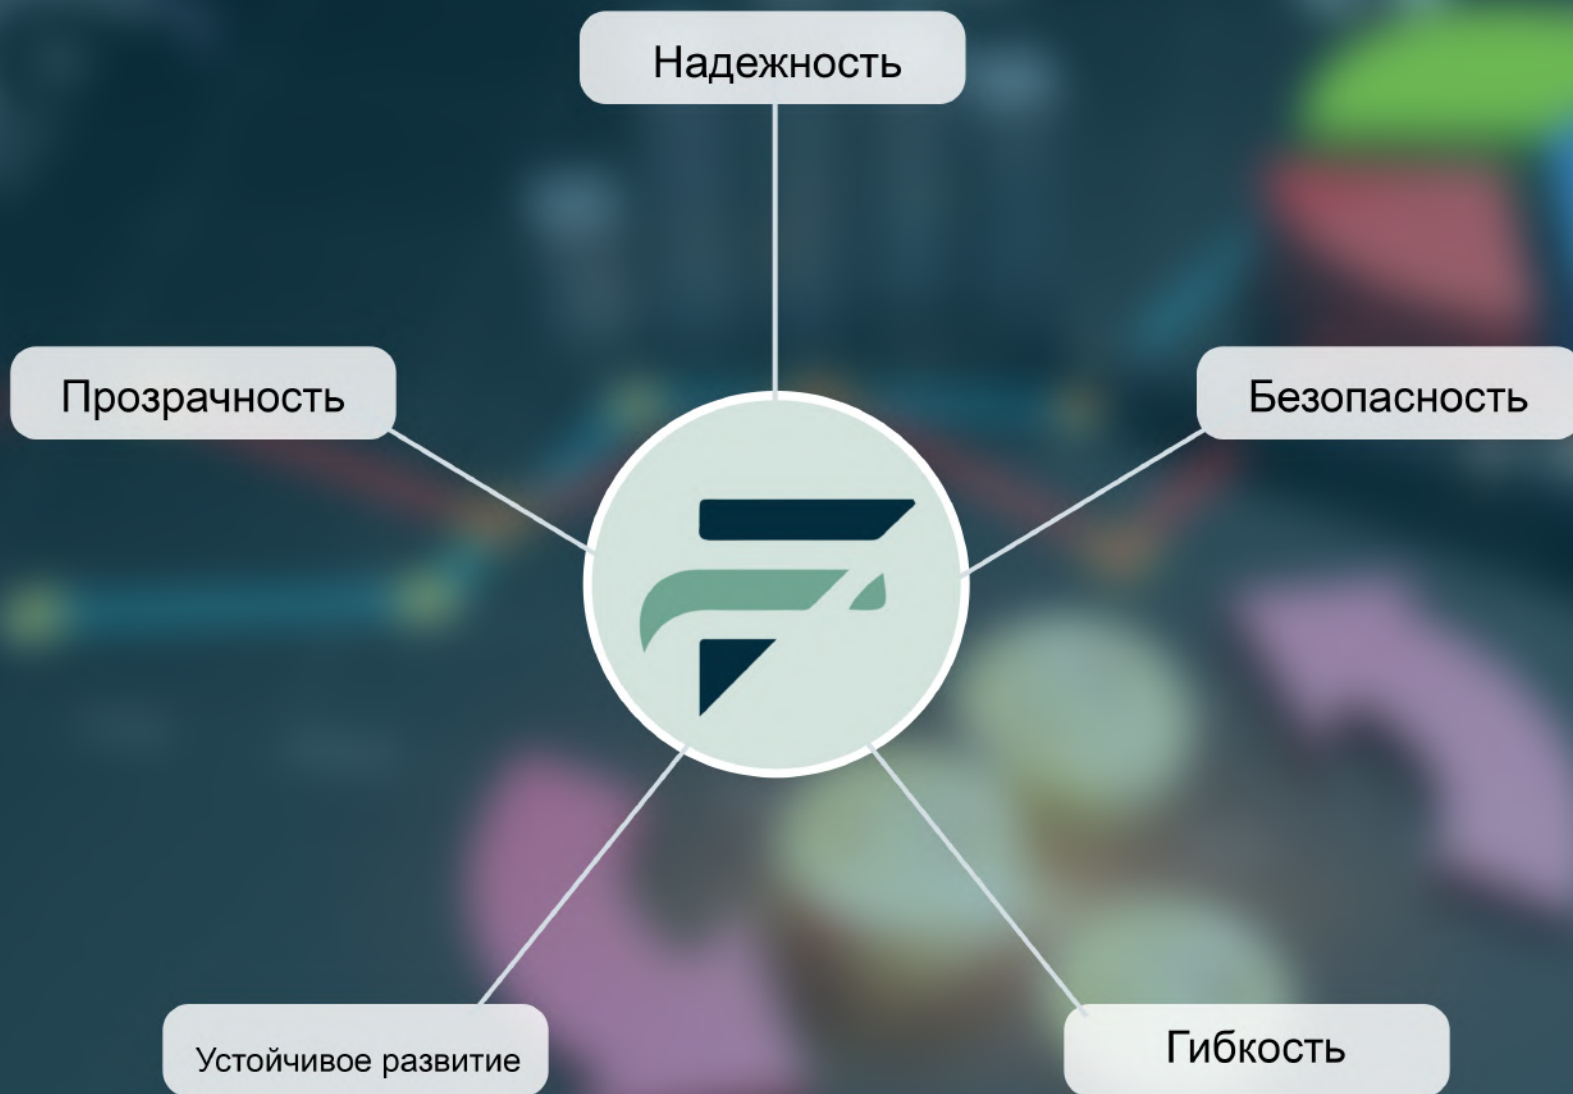 Надежность
Прозрачность
Безопасность
Устойчивое развитие
Гибкость